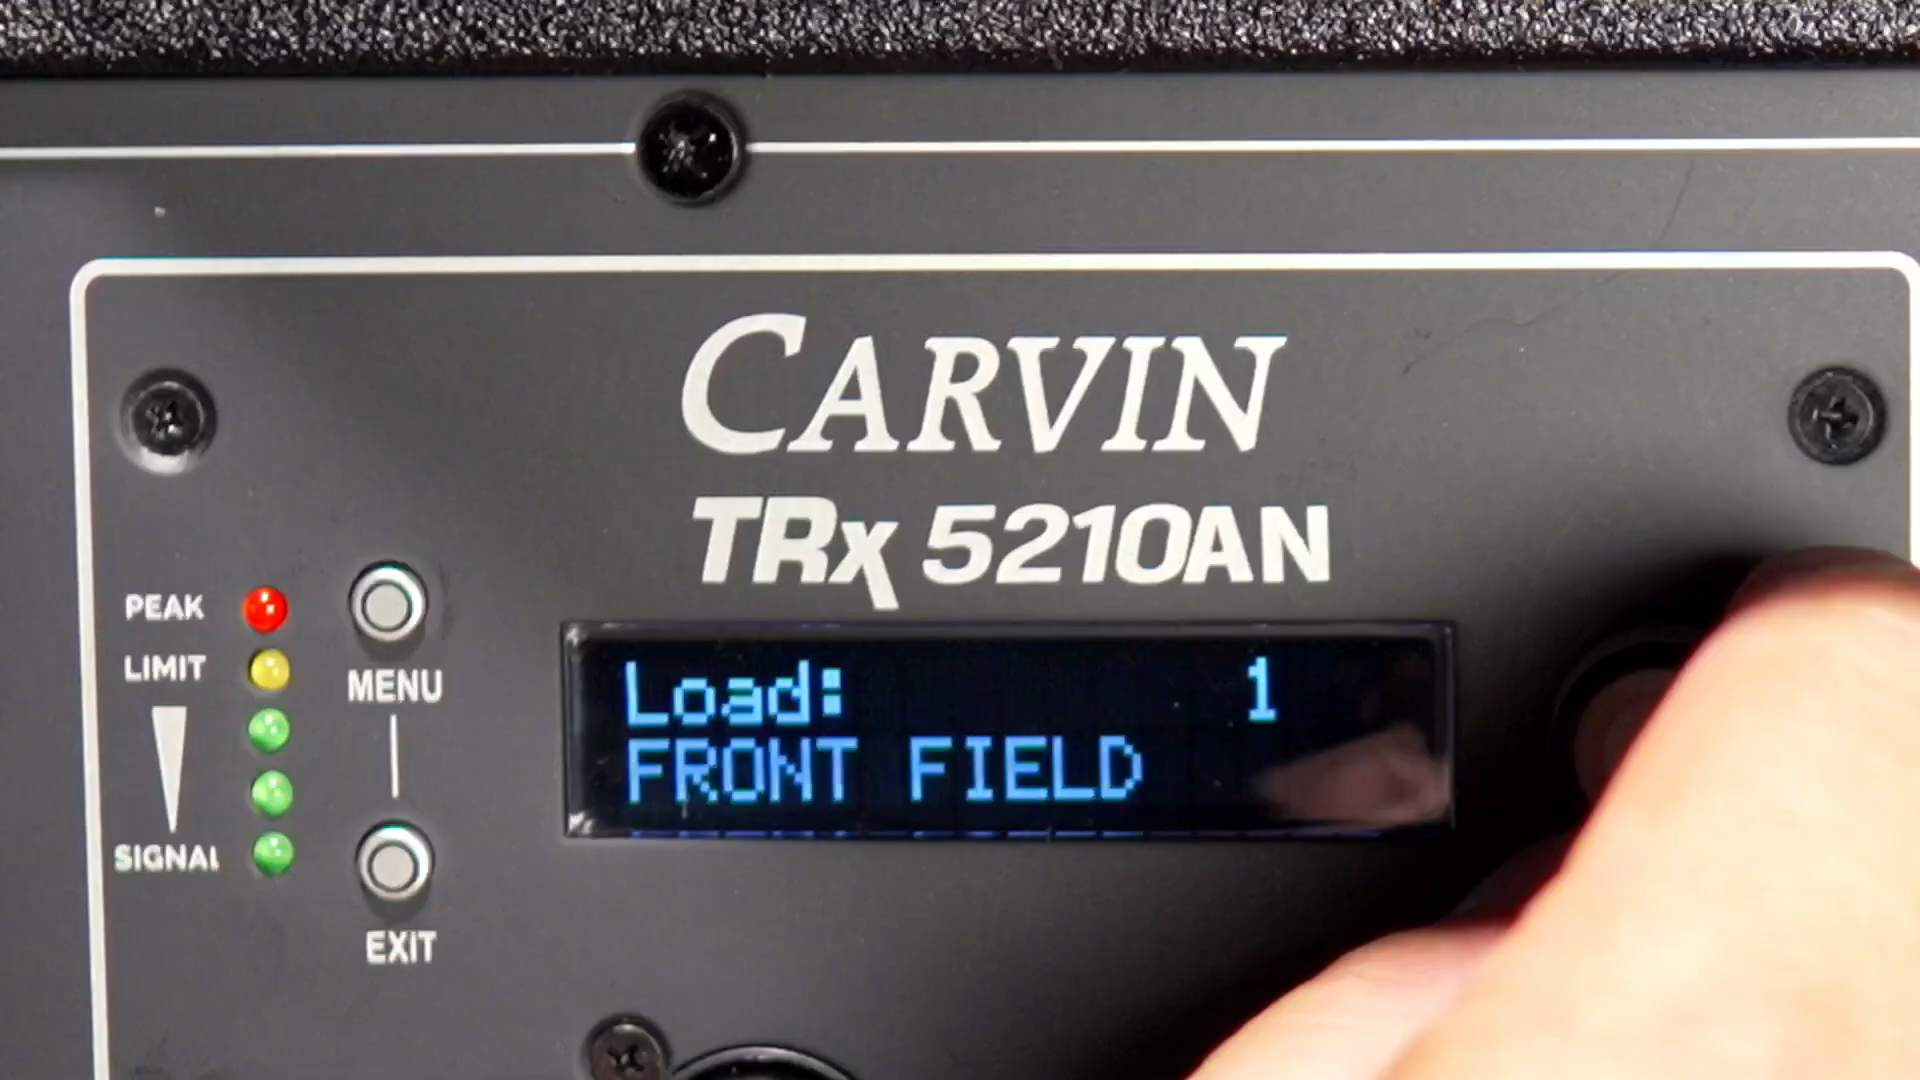 CARVIN
TRx 5210AN
PEAK
LIMIT
MENU
SIGNAL
EXIT
Load: 1
FRONT FIELD